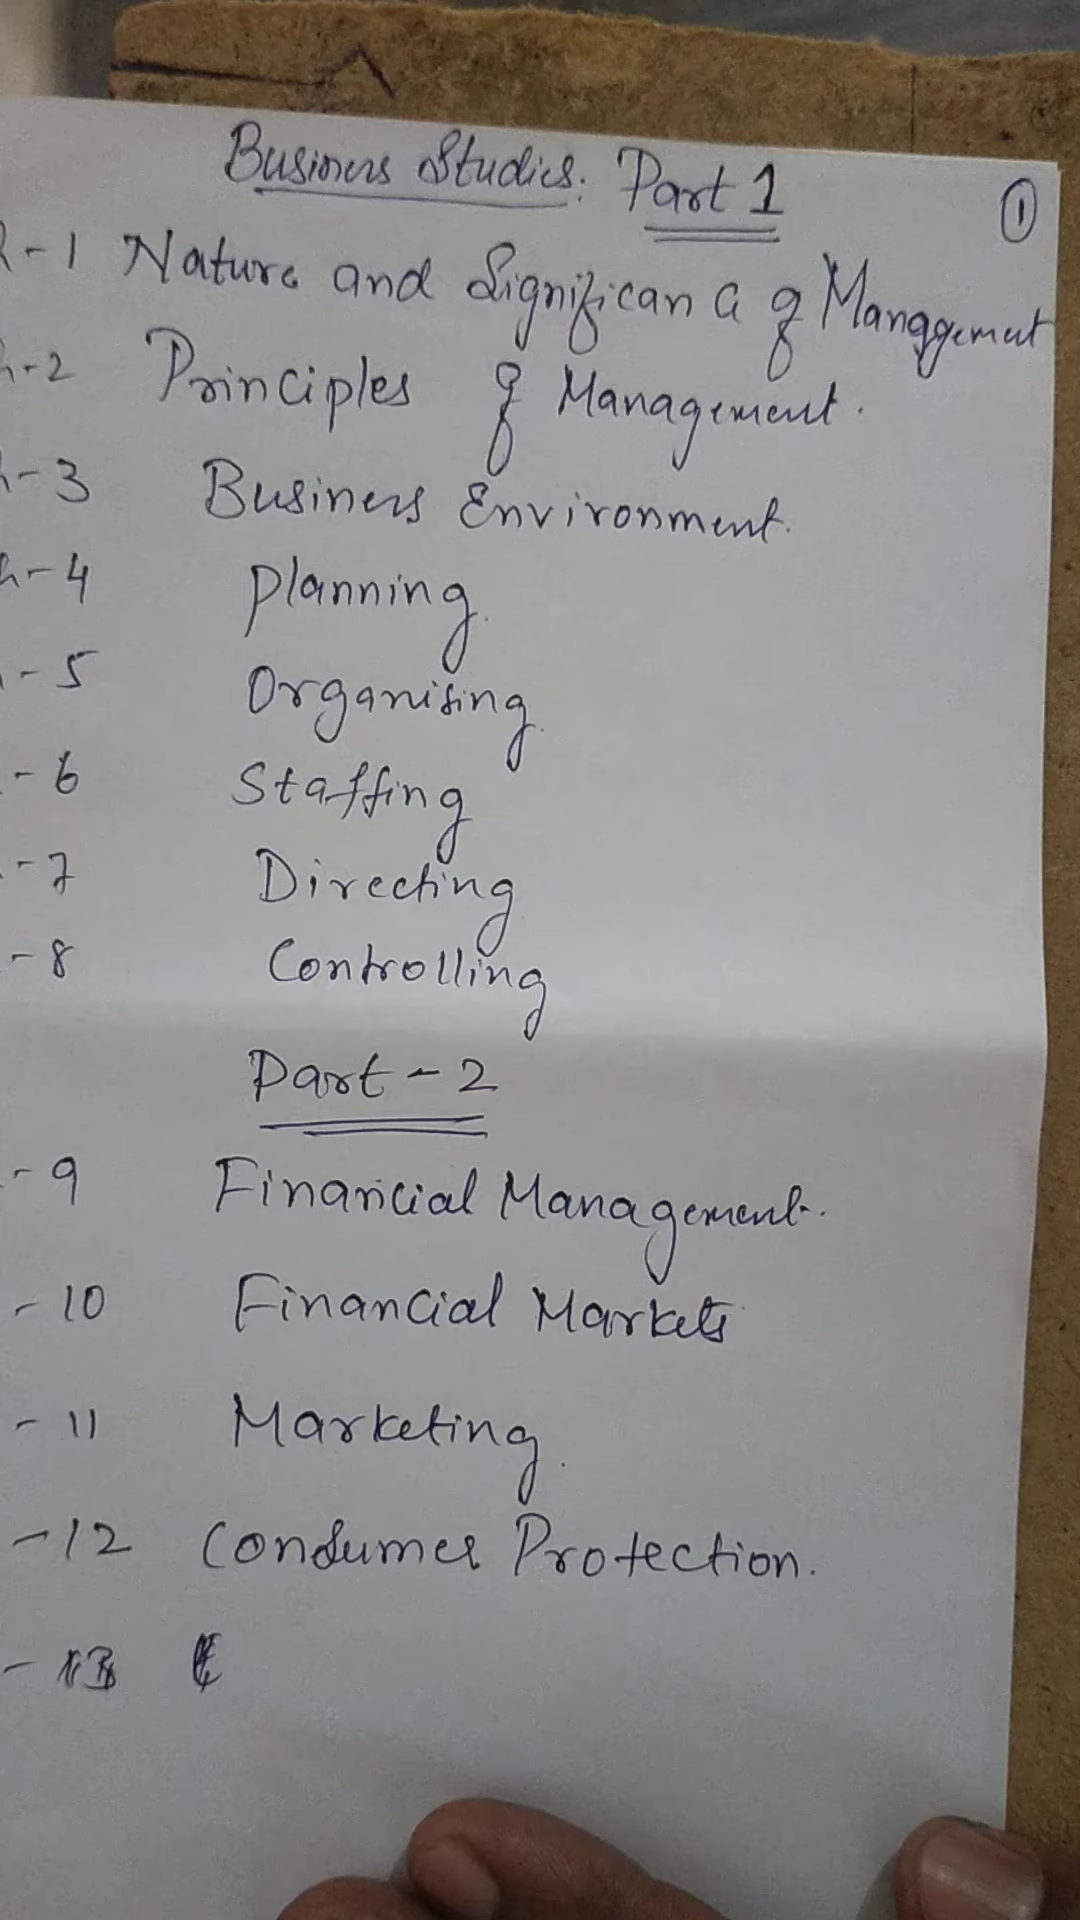 Business Studies: Part 1
①
h-1 Nature and Significance of Manggement
h-2 Principles of Management.
h-3 Business Environment.
h-4 Planning.
-5 Organising.
-6 Staffing
-7 Directing
-8 Controlling
Part - 2
-9 Financial Management.
-10 Financial Markets
-11 Marketing.
-12 Consumer Protection.